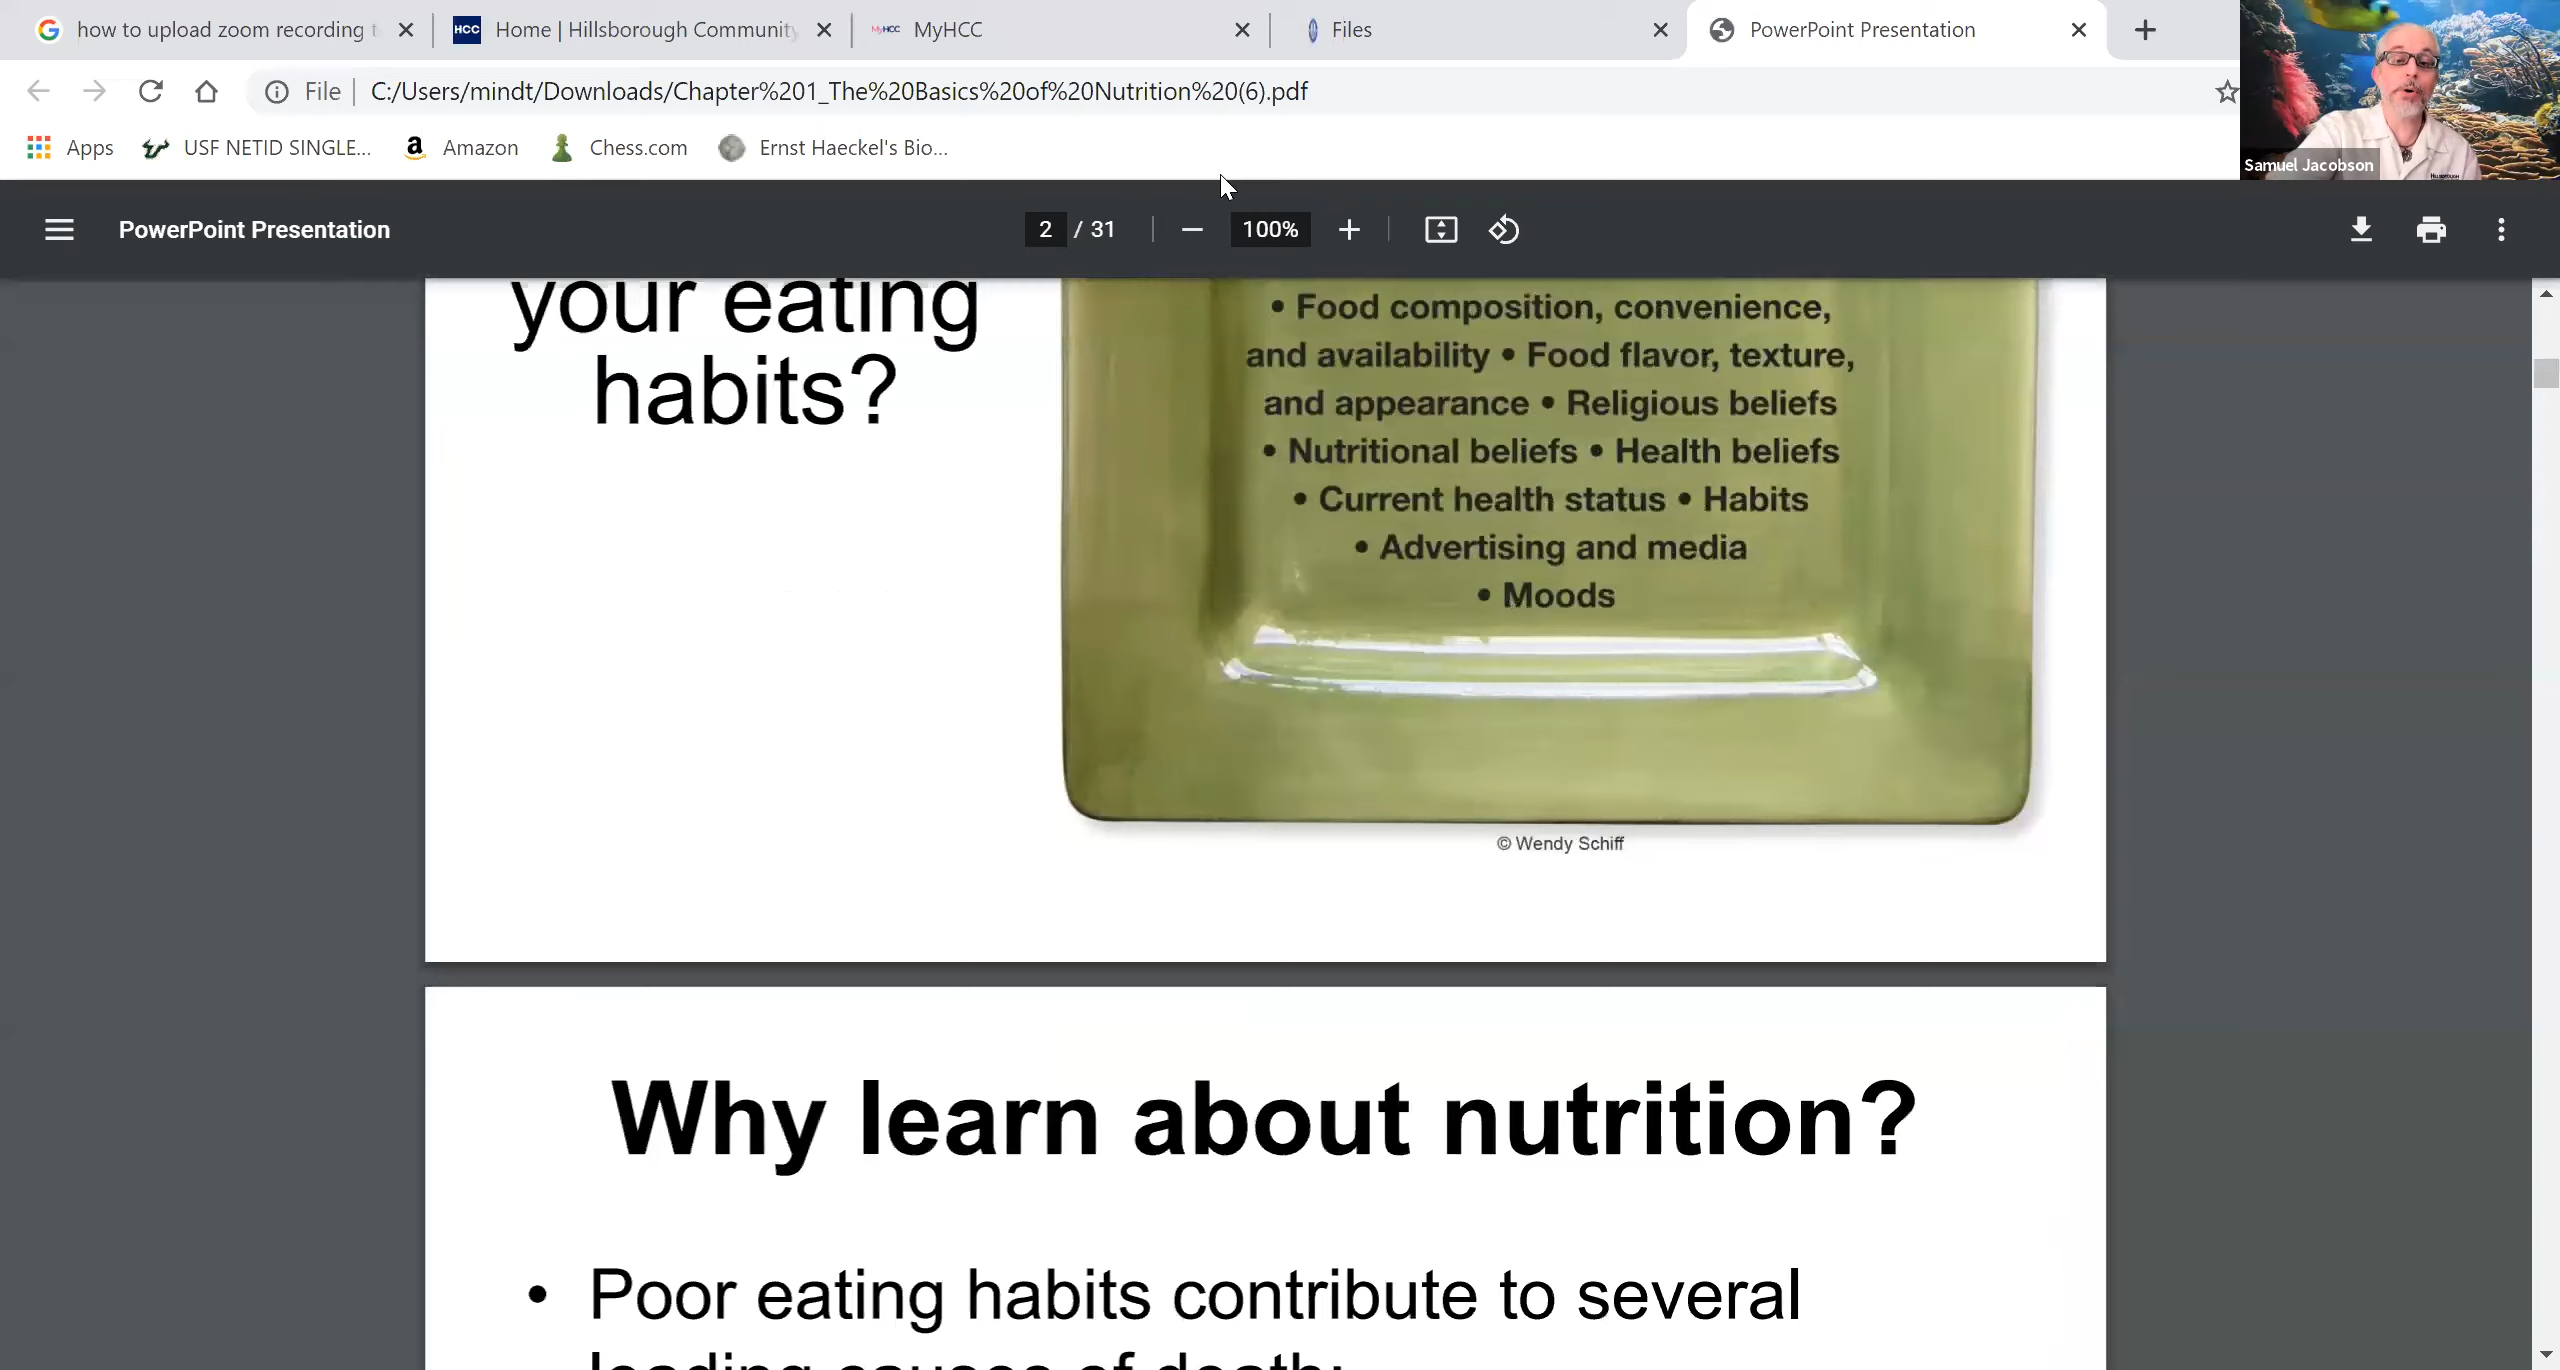 how to upload zoom recording t
HCC Home | Hillsborough Community
MyHCC MyHCC
Files
PowerPoint Presentation
File C:/Users/mindt/Downloads/Chapter%201_The%20Basics%20of%20Nutrition%20(6).pdf
Apps
USF NETID SINGLE...
Amazon
Chess.com
Ernst Haeckel's Bio...
Samuel Jacobson
PowerPoint Presentation
2 / 31
100%
your eating
habits?
• Food composition, convenience,
and availability • Food flavor, texture,
and appearance • Religious beliefs
• Nutritional beliefs • Health beliefs
• Current health status • Habits
• Advertising and media
• Moods
© Wendy Schiff
Why learn about nutrition?
• Poor eating habits contribute to several
leading causes of death: